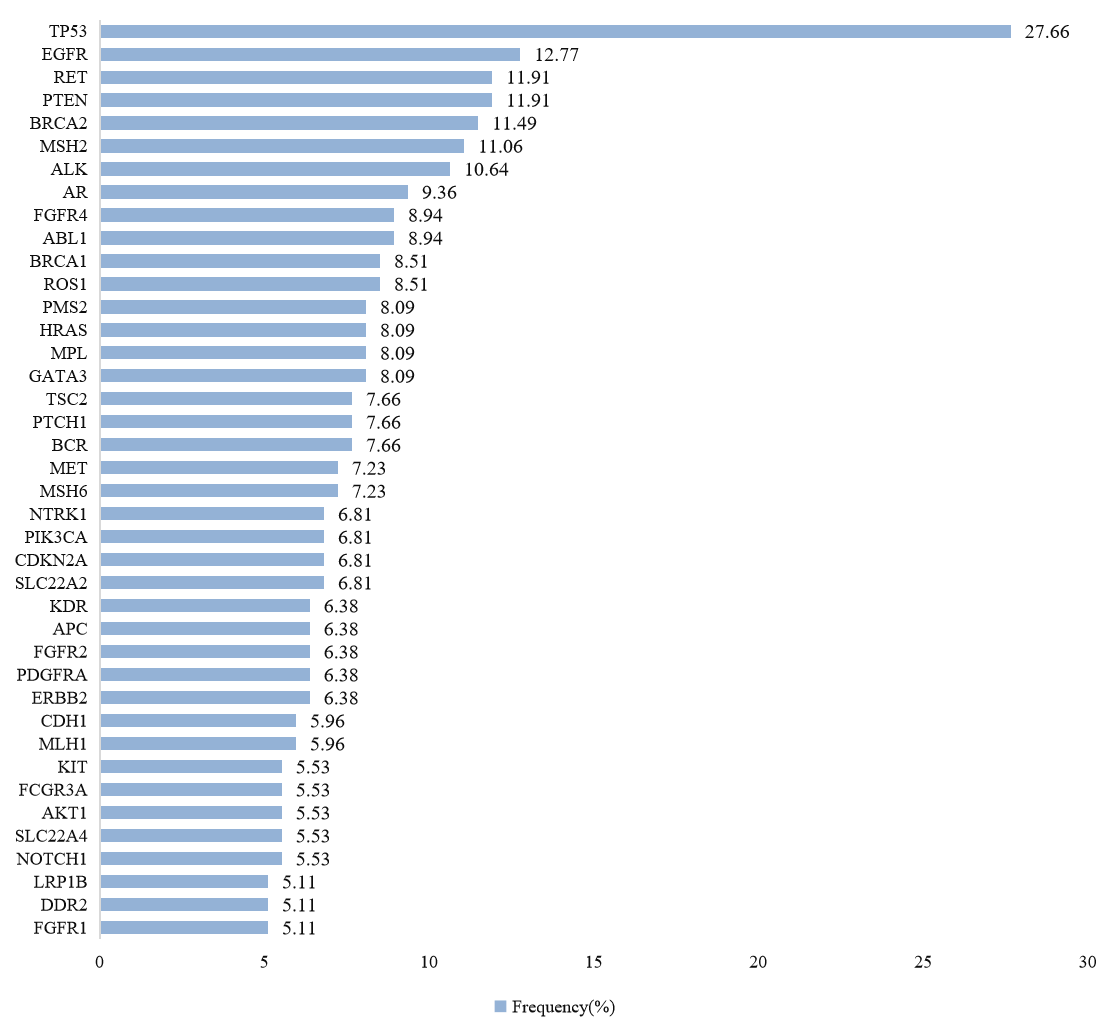 TP53 27.66
EGFR 12.77
RET 11.91
PTEN 11.91
BRCA2 11.49
MSH2 11.06
ALK 10.64
AR 9.36
FGFR4 8.94
ABL1 8.94
BRCA1 8.51
ROS1 8.51
PMS2 8.09
HRAS 8.09
MPL 8.09
GATA3 8.09
TSC2 7.66
PTCH1 7.66
BCR 7.66
MET 7.23
MSH6 7.23
NTRK1 6.81
PIK3CA 6.81
CDKN2A 6.81
SLC22A2 6.81
KDR 6.38
APC 6.38
FGFR2 6.38
PDGFRA 6.38
ERBB2 6.38
CDH1 5.96
MLH1 5.96
KIT 5.53
FCGR3A 5.53
AKT1 5.53
SLC22A4 5.53
NOTCH1 5.53
LRP1B 5.11
DDR2 5.11
FGFR1 5.11
0 5 10 15 20 25 30
Frequency(%)